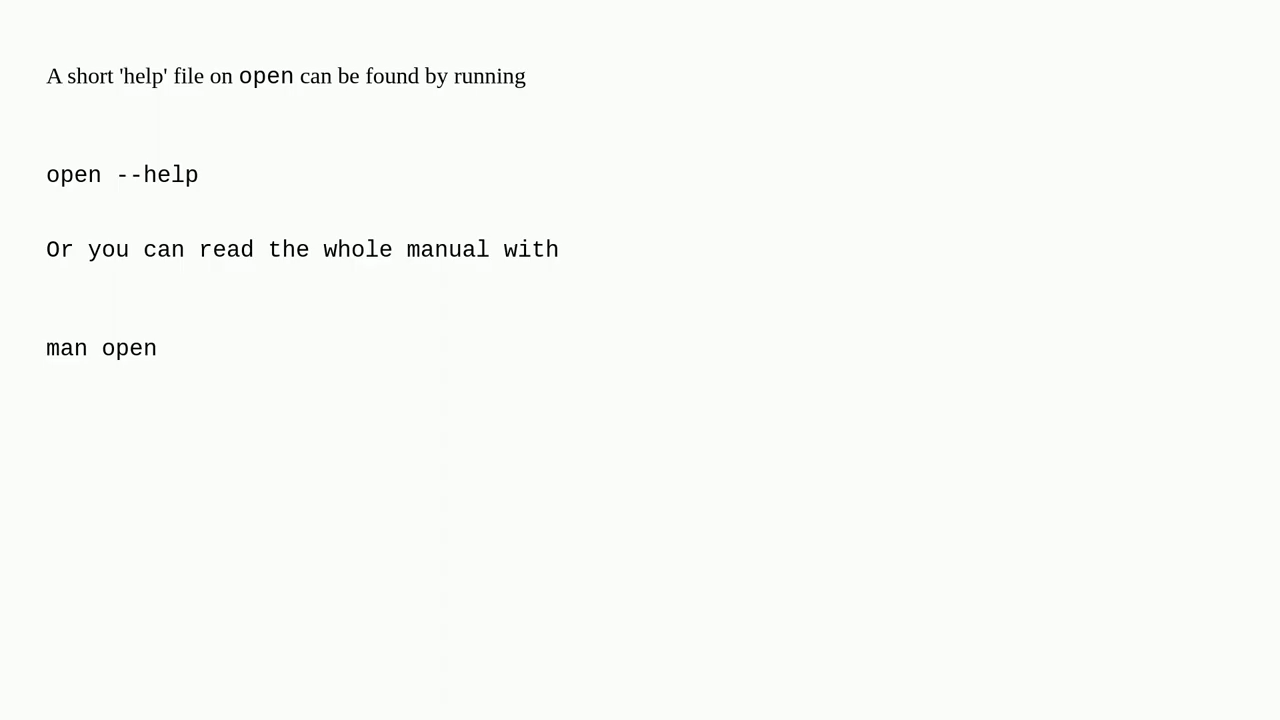 A short 'help' file on open can be found by running
open --help
Or you can read the whole manual with
man open